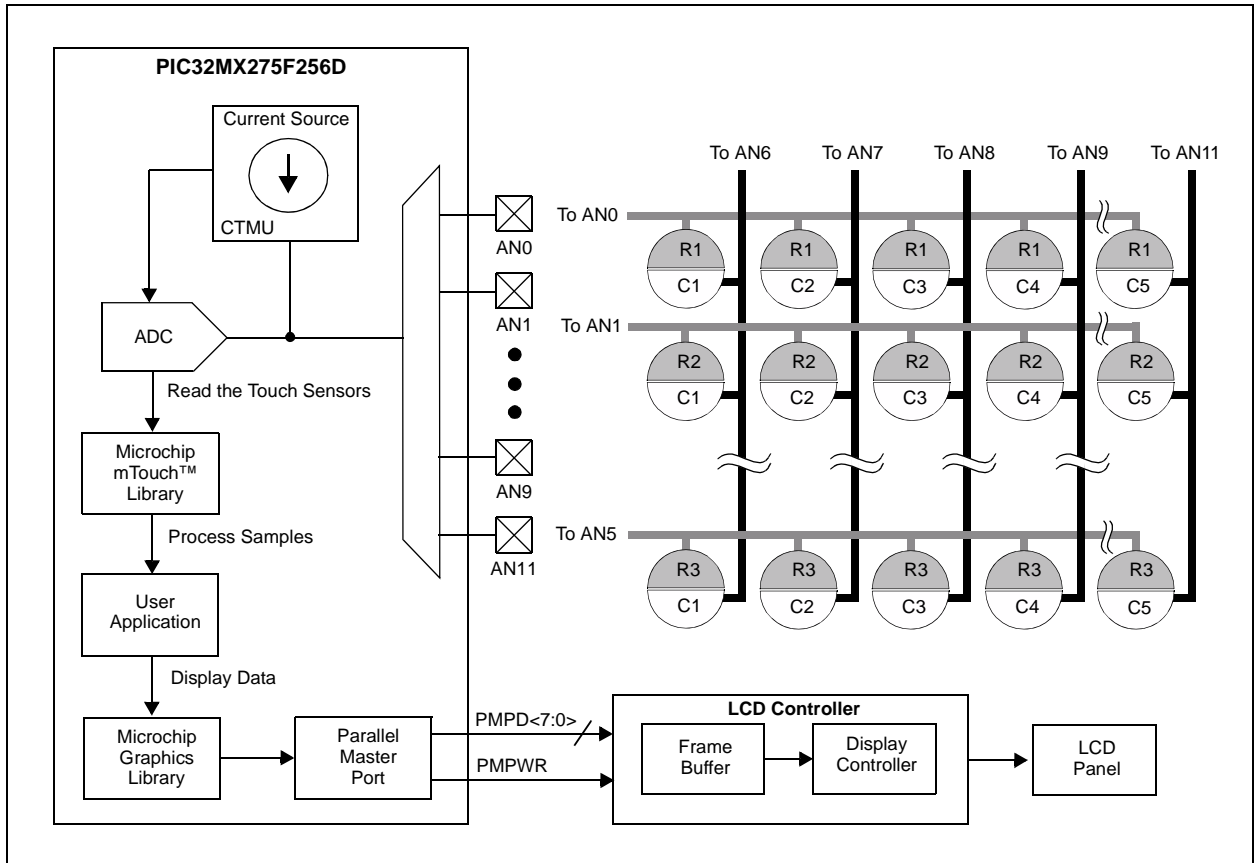 PIC32MX275F256D
Current Source
CTMU
ADC
Read the Touch Sensors
Microchip
mTouch™
Library
Process Samples
User
Application
Display Data
Microchip
Graphics
Library
Parallel
Master
Port
AN0
AN1
AN9
AN11
To AN6
To AN7
To AN8
To AN9
To AN11
To AN0
R1 R1 R1 R1 R1
C1 C2 C3 C4 C5
To AN1
R2 R2 R2 R2 R2
C1 C2 C3 C4 C5
To AN5
R3 R3 R3 R3 R3
C1 C2 C3 C4 C5
PMPD<7:0>
PMPWR
LCD Controller
Frame
Buffer
Display
Controller
LCD
Panel